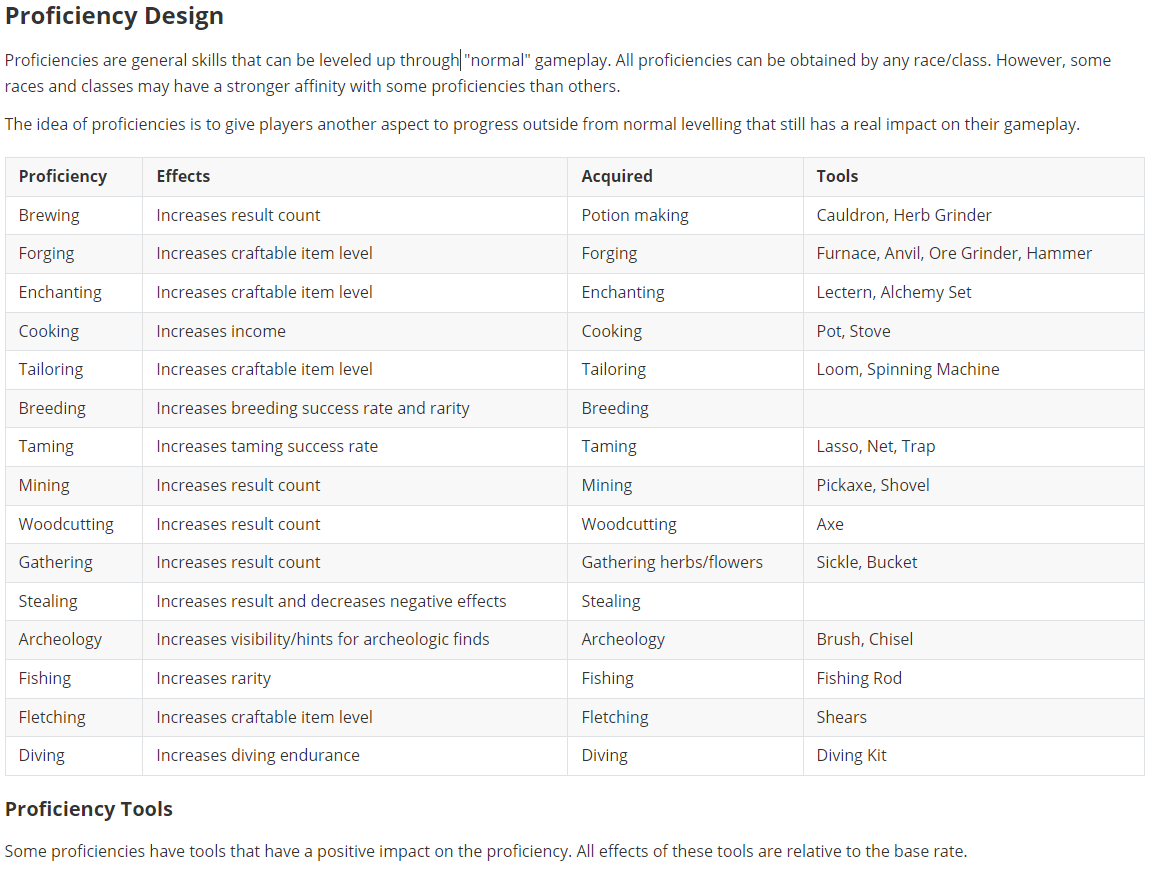 Proficiency Design
Proficiencies are general skills that can be leveled up through "normal" gameplay. All proficiencies can be obtained by any race/class. However, some
races and classes may have a stronger affinity with some proficiencies than others.
The idea of proficiencies is to give players another aspect to progress outside from normal levelling that still has a real impact on their gameplay.
Proficiency Effects Acquired Tools
Brewing Increases result count Potion making Cauldron, Herb Grinder
Forging Increases craftable item level Forging Furnace, Anvil, Ore Grinder, Hammer
Enchanting Increases craftable item level Enchanting Lectern, Alchemy Set
Cooking Increases income Cooking Pot, Stove
Tailoring Increases craftable item level Tailoring Loom, Spinning Machine
Breeding Increases breeding success rate and rarity Breeding
Taming Increases taming success rate Taming Lasso, Net, Trap
Mining Increases result count Mining Pickaxe, Shovel
Woodcutting Increases result count Woodcutting Axe
Gathering Increases result count Gathering herbs/flowers Sickle, Bucket
Stealing Increases result and decreases negative effects Stealing
Archeology Increases visibility/hints for archeologic finds Archeology Brush, Chisel
Fishing Increases rarity Fishing Fishing Rod
Fletching Increases craftable item level Fletching Shears
Diving Increases diving endurance Diving Diving Kit
Proficiency Tools
Some proficiencies have tools that have a positive impact on the proficiency. All effects of these tools are relative to the base rate.